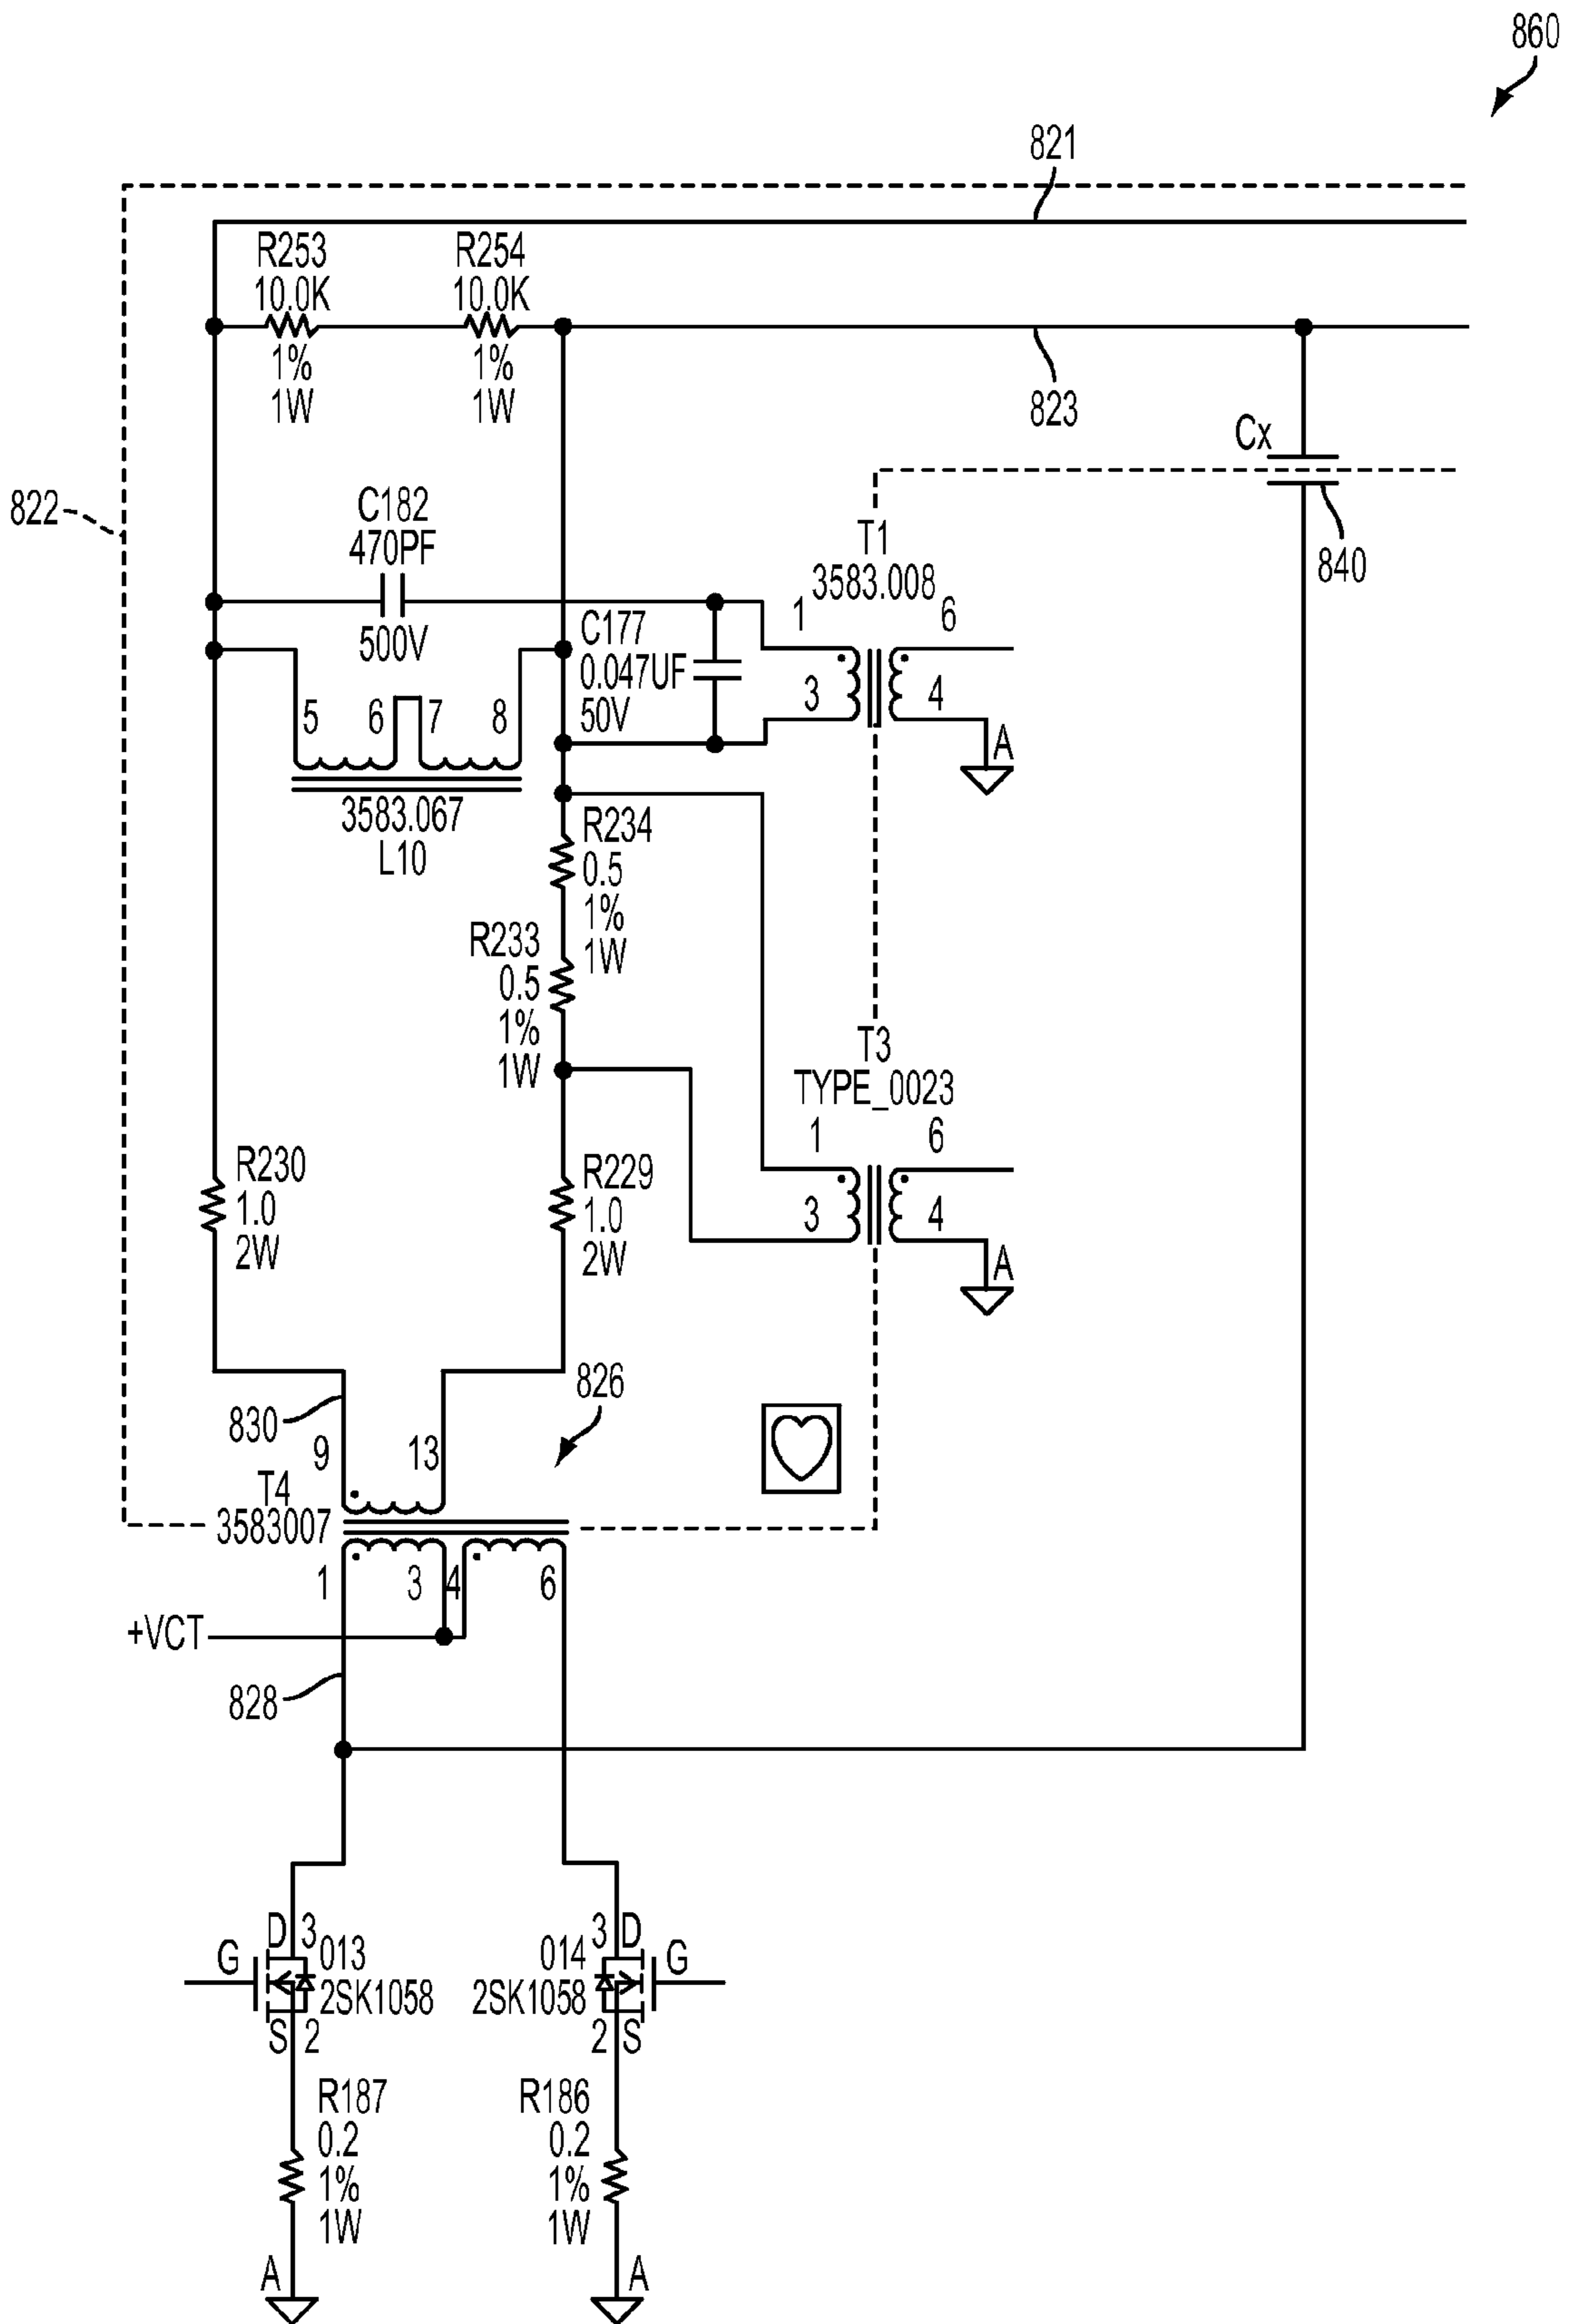 860
821
R253
10.0K
1%
1W
R254
10.0K
1%
1W
823
Cx
840
822
C182
470PF
500V
C177
0.047UF
50V
T1
3583.008
1
6
3
4
A
5
6
7
8
3583.067
L10
R234
0.5
1%
1W
R233
0.5
1%
1W
T3
TYPE_0023
1
6
3
4
A
R230
1.0
2W
R229
1.0
2W
826
830
9
13
T4
3583007
1
3
4
6
+VCT
828
D
3
G
013
2SK1058
S
2
3
D
014
G
2SK1058
2
S
R187
0.2
1%
1W
R186
0.2
1%
1W
A
A